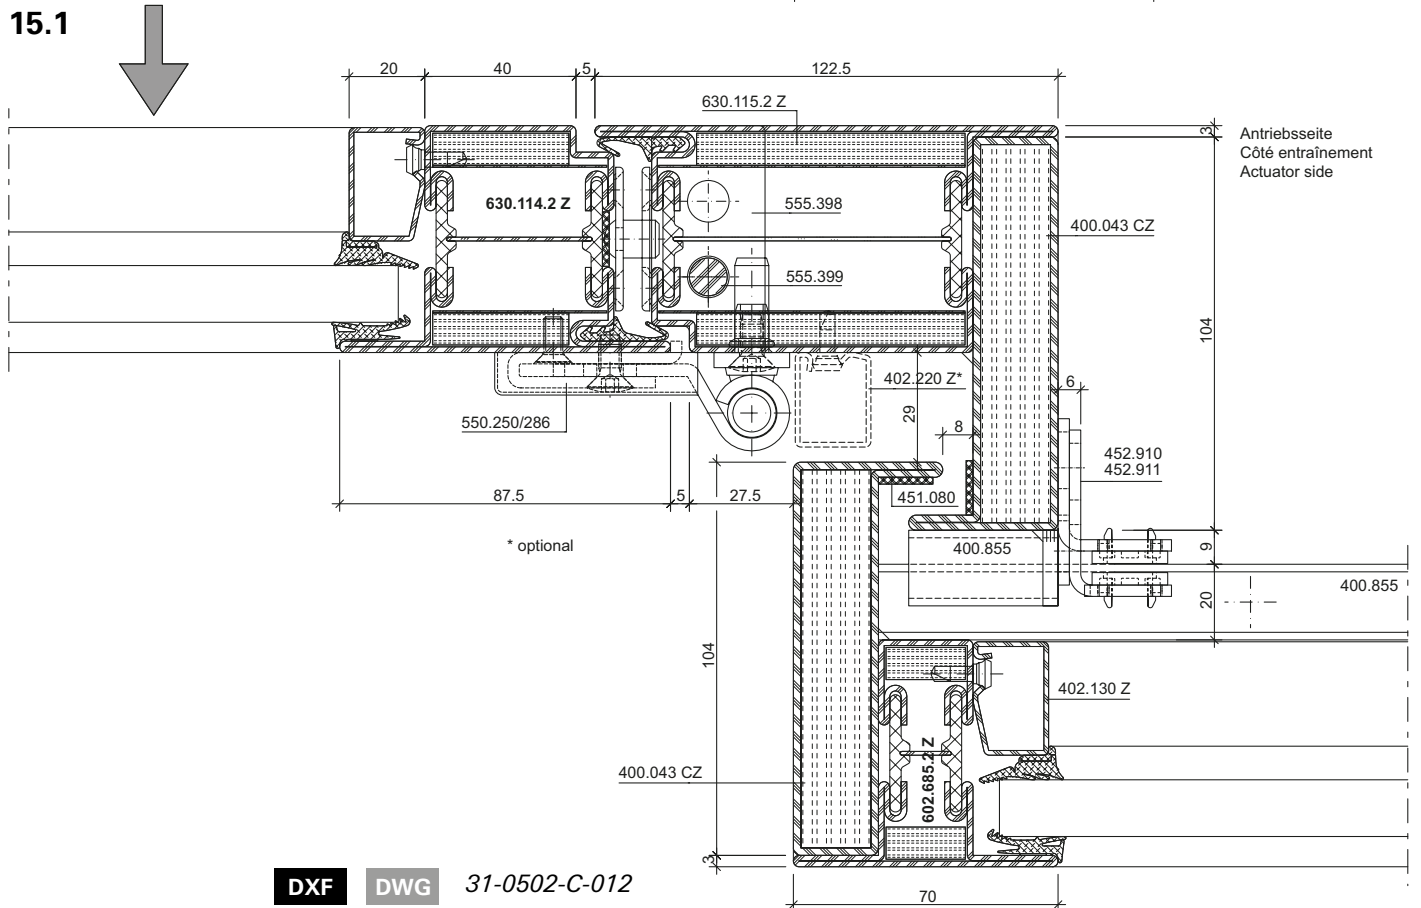 15.1
20
40
5
122.5
630.115.2 Z
3
Antriebsseite
Côté entraînement
Actuator side
630.114.2 Z
555.398
400.043 CZ
555.399
104
402.220 Z*
6
550.250/286
29
8
452.910
452.911
87.5
5
27.5
451.080
* optional
400.855
9
400.855
20
104
402.130 Z
602.685.2 Z
400.043 CZ
3
DXF
DWG
31-0502-C-012
70